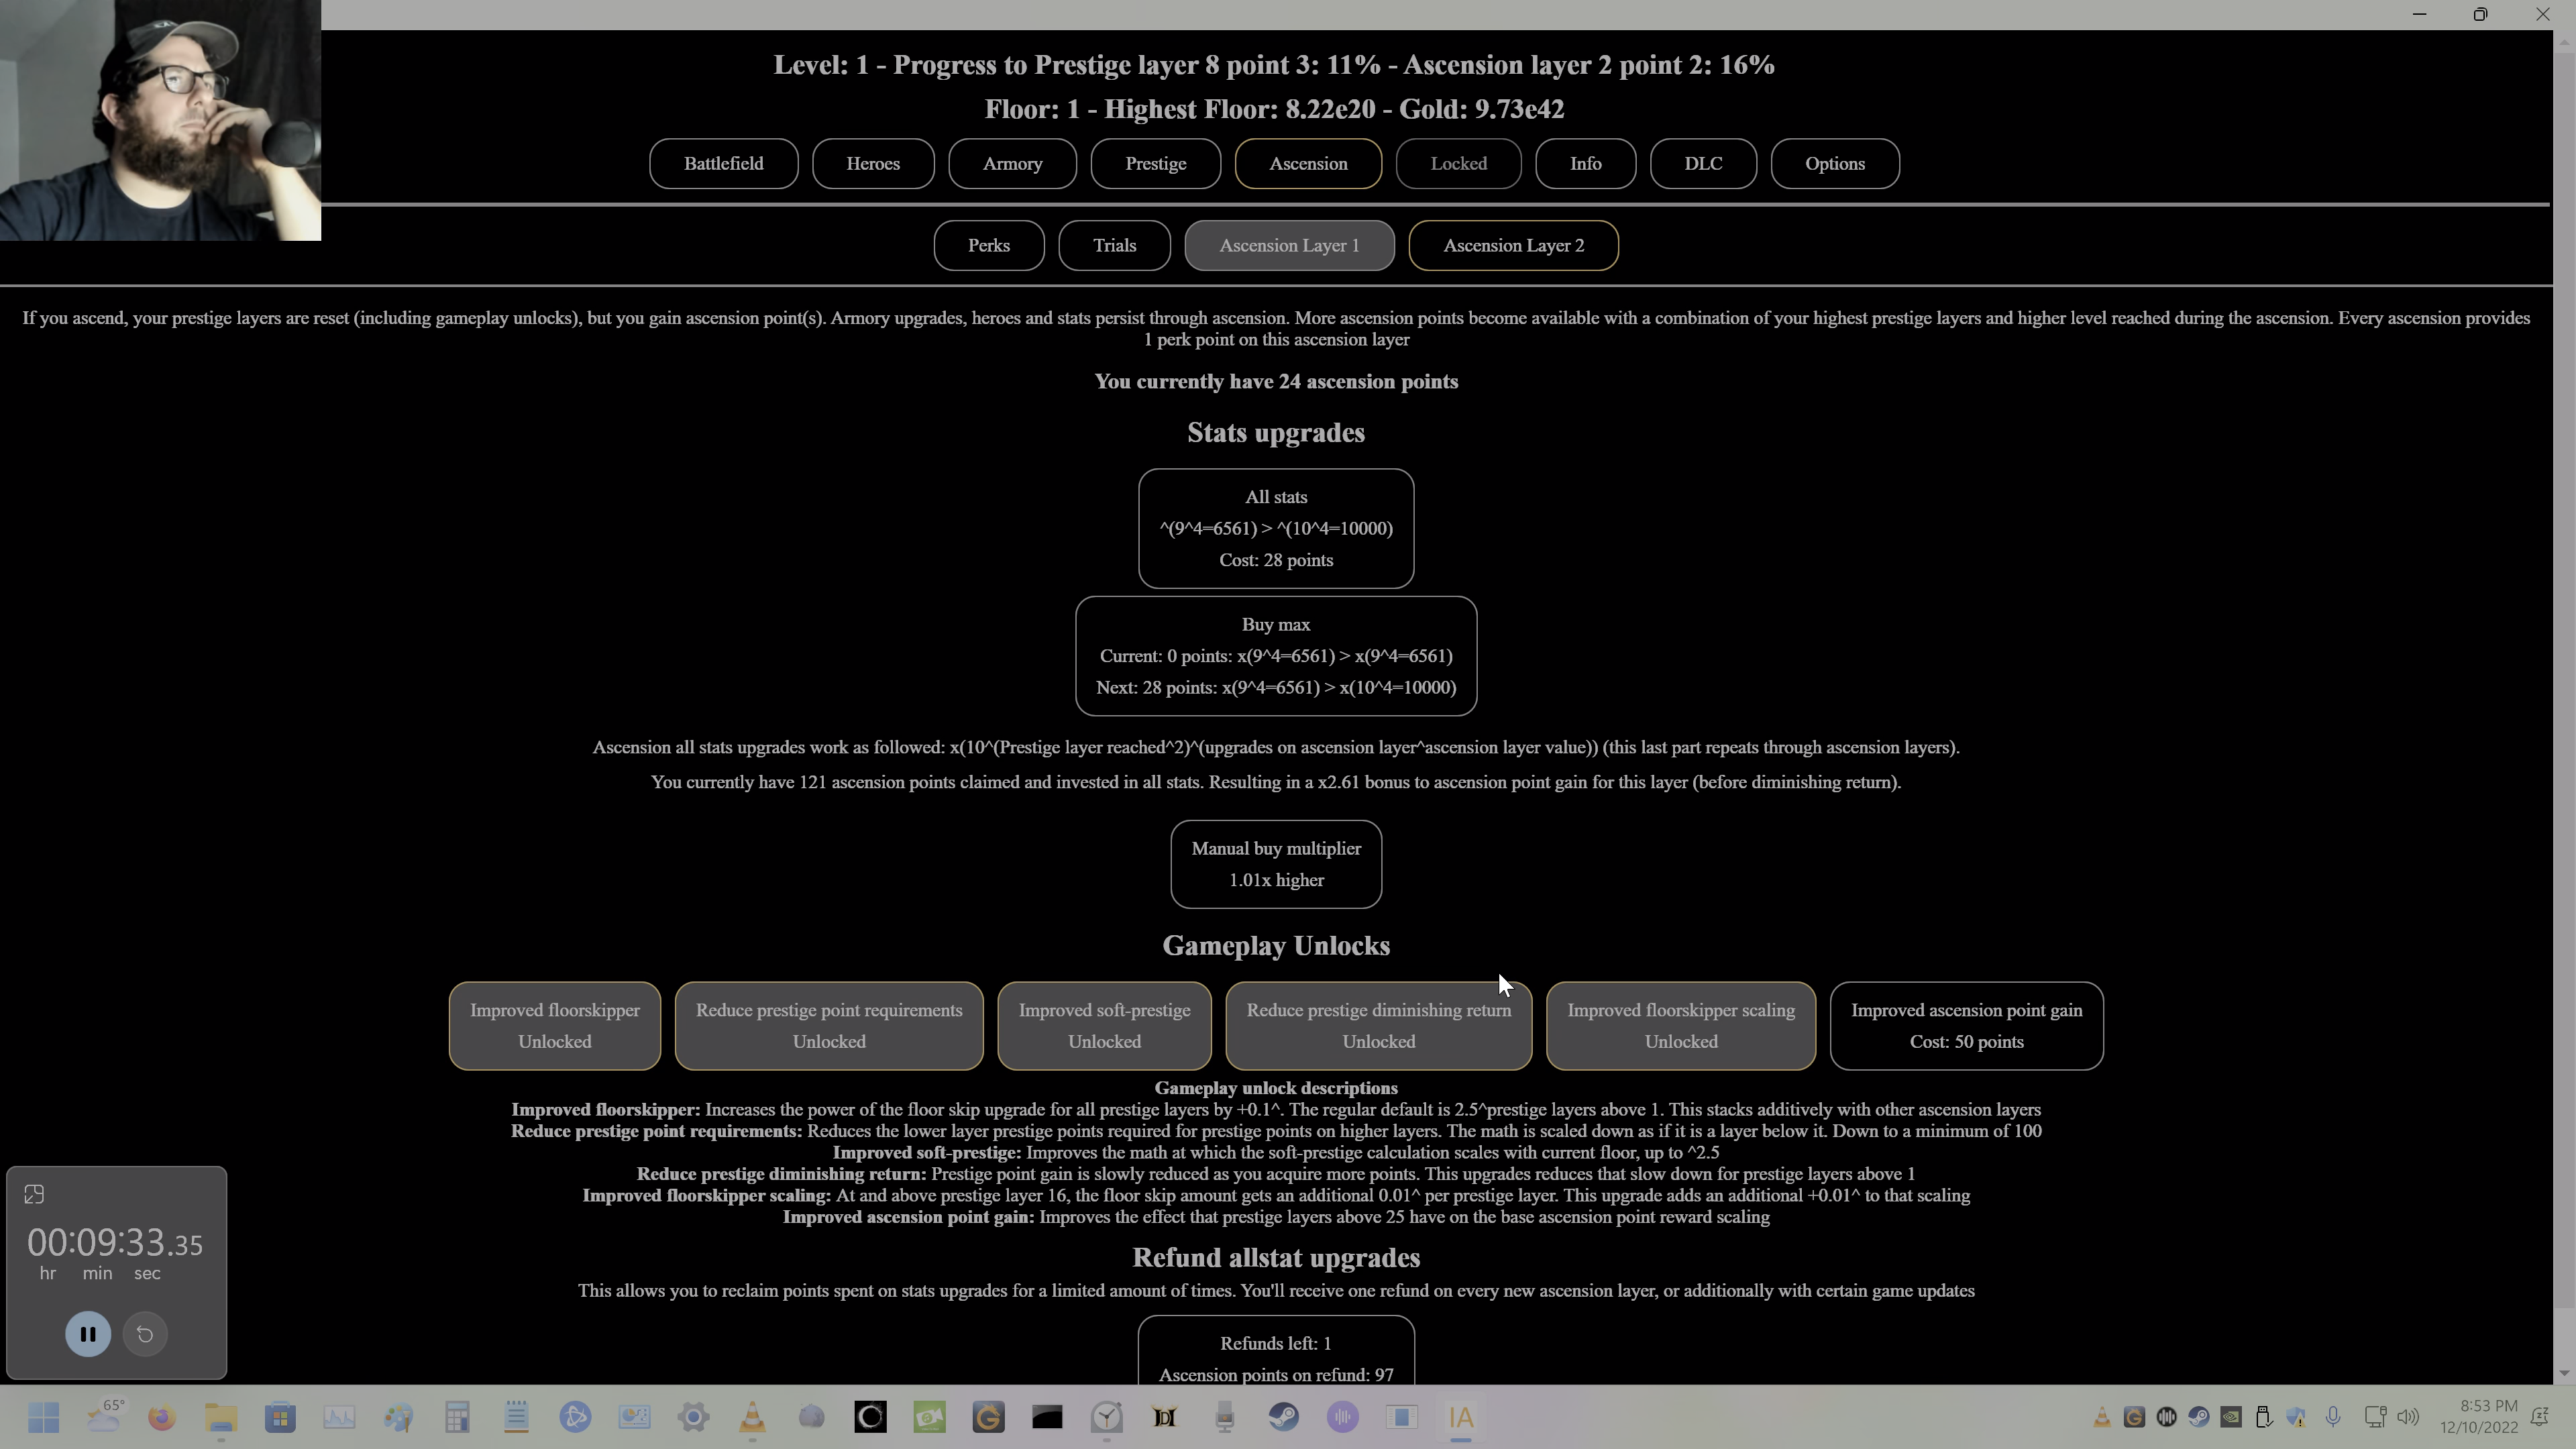 Level: 1 - Progress to Prestige layer 8 point 3: 11% - Ascension layer 2 point 2: 16%
Floor: 1 - Highest Floor: 8.22e20 - Gold: 9.73e42
Battlefield Heroes Armory Prestige Ascension Locked Info DLC Options
Perks Trials Ascension Layer 1 Ascension Layer 2
If you ascend, your prestige layers are reset (including gameplay unlocks), but you gain ascension point(s). Armory upgrades, heroes and stats persist through ascension. More ascension points become available with a combination of your highest prestige layers and higher level reached during the ascension. Every ascension provides
1 perk point on this ascension layer
You currently have 24 ascension points
Stats upgrades
All stats
^(9^4=6561) > ^(10^4=10000)
Cost: 28 points
Buy max
Current: 0 points: x(9^4=6561) > x(9^4=6561)
Next: 28 points: x(9^4=6561) > x(10^4=10000)
Ascension all stats upgrades work as followed: x(10^(Prestige layer reached^2)^(upgrades on ascension layer^ascension layer value)) (this last part repeats through ascension layers).
You currently have 121 ascension points claimed and invested in all stats. Resulting in a x2.61 bonus to ascension point gain for this layer (before diminishing return).
Manual buy multiplier
1.01x higher
Gameplay Unlocks
Improved floorskipper Reduce prestige point requirements Improved soft-prestige Reduce prestige diminishing return Improved floorskipper scaling Improved ascension point gain
Unlocked Unlocked Unlocked Unlocked Unlocked Cost: 50 points
Gameplay unlock descriptions
Improved floorskipper: Increases the power of the floor skip upgrade for all prestige layers by +0.1^. The regular default is 2.5^prestige layers above 1. This stacks additively with other ascension layers
Reduce prestige point requirements: Reduces the lower layer prestige points required for prestige points on higher layers. The math is scaled down as if it is a layer below it. Down to a minimum of 100
Improved soft-prestige: Improves the math at which the soft-prestige calculation scales with current floor, up to ^2.5
Reduce prestige diminishing return: Prestige point gain is slowly reduced as you acquire more points. This upgrades reduces that slow down for prestige layers above 1
Improved floorskipper scaling: At and above prestige layer 16, the floor skip amount gets an additional 0.01^ per prestige layer. This upgrade adds an additional +0.01^ to that scaling
Improved ascension point gain: Improves the effect that prestige layers above 25 have on the base ascension point reward scaling
Refund allstat upgrades
This allows you to reclaim points spent on stats upgrades for a limited amount of times. You'll receive one refund on every new ascension layer, or additionally with certain game updates
Refunds left: 1
Ascension points on refund: 97
00:09:33.35
hr min sec
65°
IA
8:53 PM
12/10/2022